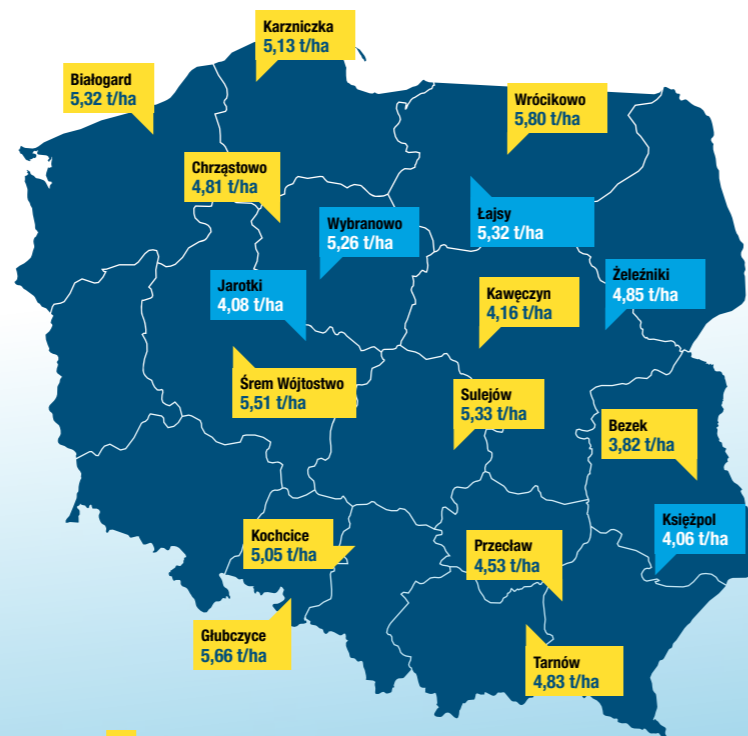 Karzniczka
5,13 t/ha
Białogard
5,32 t/ha
Wrócikowo
5,80 t/ha
Chrząstowo
4,81 t/ha
Wybranowo
5,26 t/ha
Łajsy
5,32 t/ha
Jarotki
4,08 t/ha
Kawęczyn
4,16 t/ha
Żeleźniki
4,85 t/ha
Śrem Wójtostwo
5,51 t/ha
Sulejów
5,33 t/ha
Bezek
3,82 t/ha
Kochcice
5,05 t/ha
Przecław
4,53 t/ha
Księżpol
4,06 t/ha
Głubczyce
5,66 t/ha
Tarnów
4,83 t/ha